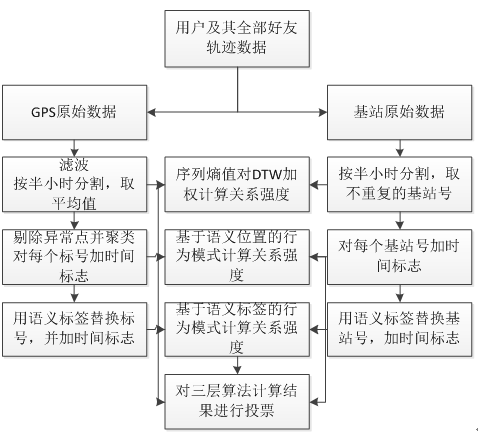 用户及其全部好友
轨迹数据
GPS原始数据
基站原始数据
滤波
按半小时分割，取
平均值
序列熵值对DTW加
权计算关系强度
按半小时分割，取
不重复的基站号
剔除异常点并聚类
对每个标号加时间
标志
基于语义位置的行
为模式计算关系强
度
对每个基站号加时
间标志
用语义标签替换标
号，并加时间标志
基于语义标签的行
为模式计算关系强
度
用语义标签替换基
站号，加时间标志
对三层算法计算结
果进行投票